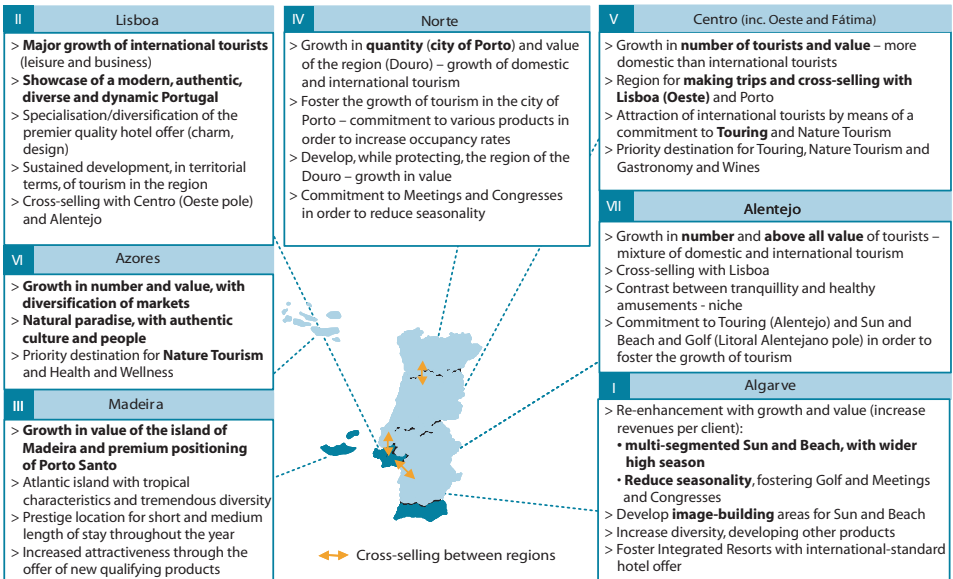 II Lisboa
> Major growth of international tourists
(leisure and business)
> Showcase of a modern, authentic,
diverse and dynamic Portugal
> Specialisation/diversification of the
premier quality hotel offer (charm,
design)
> Sustained development, in territorial
terms, of tourism in the region
> Cross-selling with Centro (Oeste pole)
and Alentejo
VI Azores
> Growth in number and value, with
diversification of markets
> Natural paradise, with authentic
culture and people
> Priority destination for Nature Tourism
and Health and Wellness
III Madeira
> Growth in value of the island of
Madeira and premium positioning
of Porto Santo
> Atlantic island with tropical
characteristics and tremendous diversity
> Prestige location for short and medium
length of stay throughout the year
> Increased attractiveness through the
offer of new qualifying products
IV Norte
> Growth in quantity (city of Porto) and value
of the region (Douro) – growth of domestic
and international tourism
> Foster the growth of tourism in the city of
Porto – commitment to various products in
order to increase occupancy rates
> Develop, while protecting, the region of the
Douro – growth in value
> Commitment to Meetings and Congresses
in order to reduce seasonality
Cross-selling between regions
V Centro (inc. Oeste and Fátima)
> Growth in number of tourists and value – more
domestic than international tourists
> Region for making trips and cross-selling with
Lisboa (Oeste) and Porto
> Attraction of international tourists by means of a
commitment to Touring and Nature Tourism
> Priority destination for Touring, Nature Tourism and
Gastronomy and Wines
VII Alentejo
> Growth in number and above all value of tourists –
mixture of domestic and international tourism
> Cross-selling with Lisboa
> Contrast between tranquillity and healthy
amusements - niche
> Commitment to Touring (Alentejo) and Sun and
Beach and Golf (Litoral Alentejano pole) in order to
foster the growth of tourism
I Algarve
> Re-enhancement with growth and value (increase
revenues per client):
• multi-segmented Sun and Beach, with wider
high season
• Reduce seasonality, fostering Golf and Meetings
and Congresses
> Develop image-building areas for Sun and Beach
> Increase diversity, developing other products
> Foster Integrated Resorts with international-standard
hotel offer